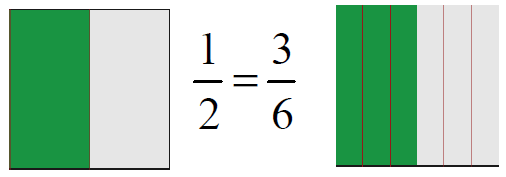 1/2 = 3/6